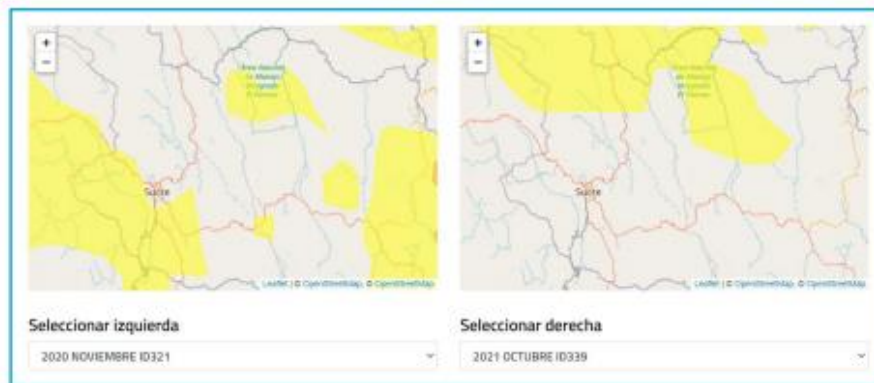 +
−
Sucre
Leaflet | © OpenStreetMap, © OpenStreetMap
+
−
Sucre
Leaflet | © OpenStreetMap, © OpenStreetMap
Seleccionar izquierda
2020 NOVIEMBRE ID321
Seleccionar derecha
2021 OCTUBRE ID339